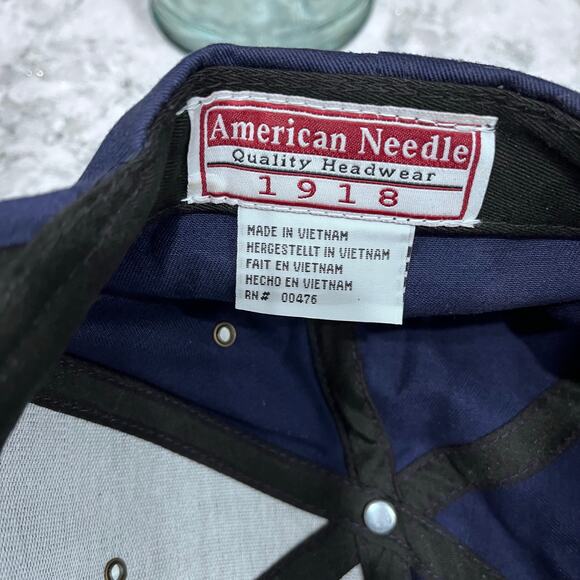 American Needle
Quality Headwear
1918
MADE IN VIETNAM
HERGESTELLT IN VIETNAM
FAIT EN VIETNAM
HECHO EN VIETNAM
RN# 00476